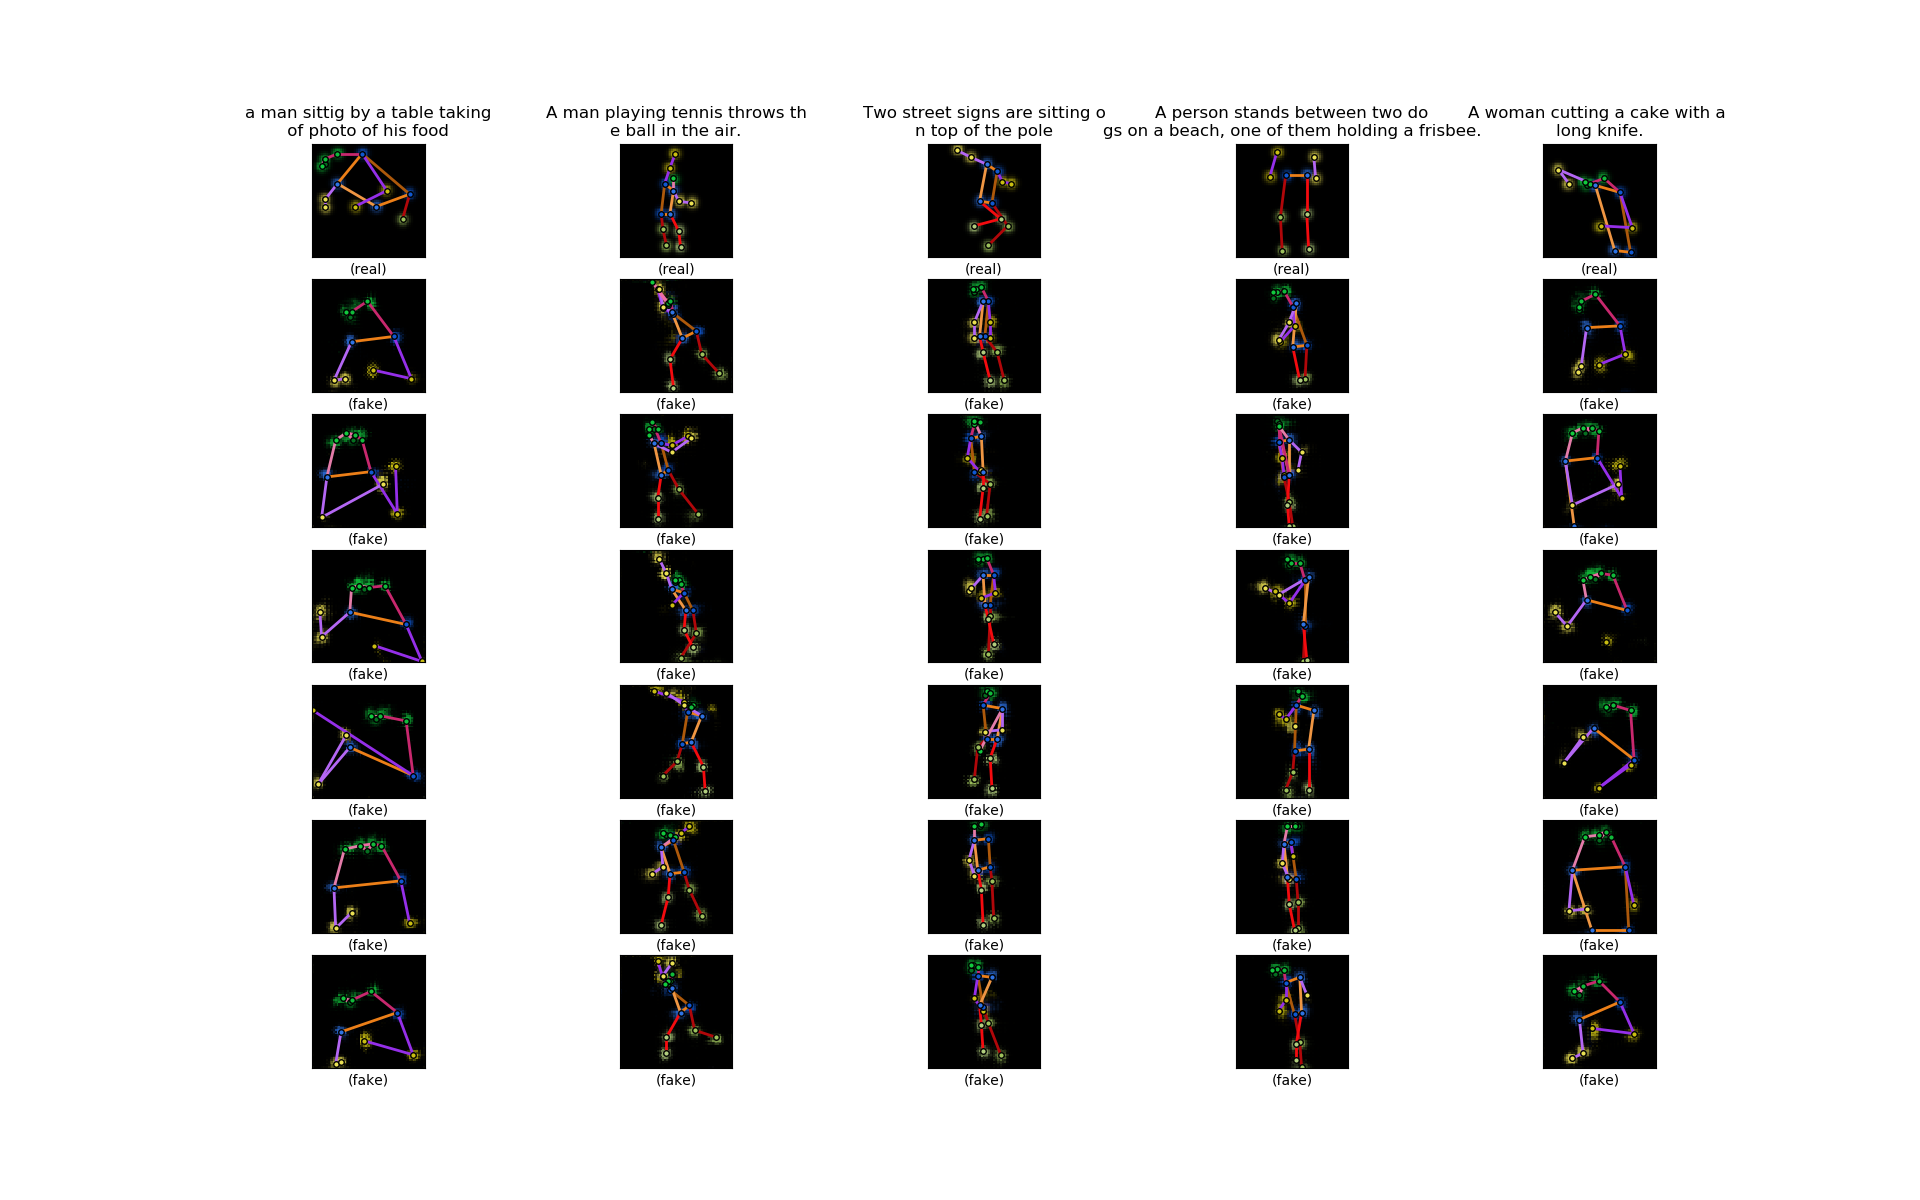 a man sittig by a table taking
of photo of his food
A man playing tennis throws th
e ball in the air.
Two street signs are sitting o
n top of the pole
A person stands between two do
gs on a beach, one of them holding a frisbee.
A woman cutting a cake with a
long knife.
(real) (real) (real) (real) (real)
(fake) (fake) (fake) (fake) (fake)
(fake) (fake) (fake) (fake) (fake)
(fake) (fake) (fake) (fake) (fake)
(fake) (fake) (fake) (fake) (fake)
(fake) (fake) (fake) (fake) (fake)
(fake) (fake) (fake) (fake) (fake)